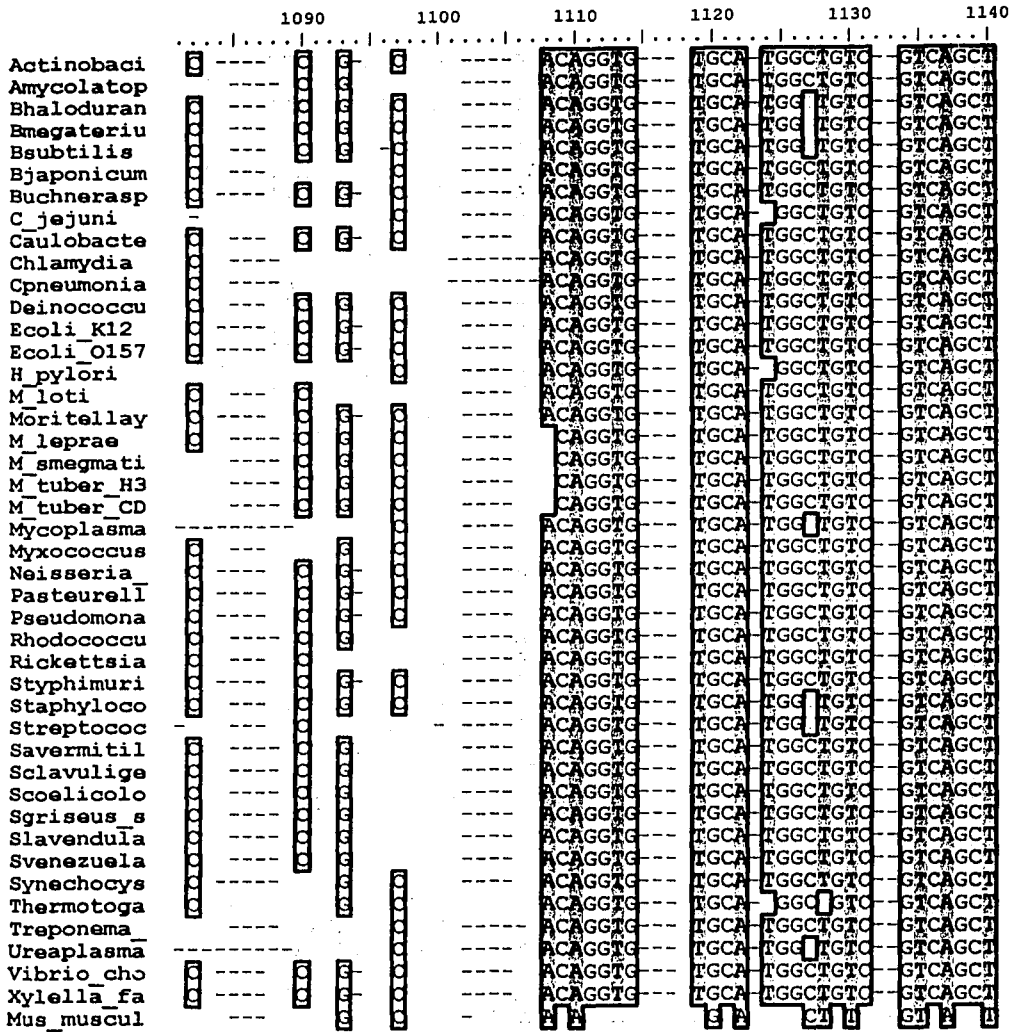 1090 1100 1110 1120 1130 1140
Actinobaci C ---- C G- C ---- ACAGGTG--- TGCA-TGGCTGTC--GTCAGCT
Amycolatop ----- C G- ---- ACAGGTG--- TGCA-TGGCTGTC--GTCAGCT
Bhaloduran C ---- C G C ---- ACAGGTG--- TGCA-TGG TGTC--GTCAGCT
Bmegateriu C ---- C G C ---- ACAGGTG--- TGCA-TGG TGTC--GTCAGCT
Bsubtilis C ---- C G -C ---- ACAGGTG--- TGCA-TGG TGTC--GTCAGCT
Bjaponicum C ---- C ---- ACAGGTG--- TGCA-TGGCTGTC--GTCAGCT
Buchnerasp C ----- C G- C ---- ACAGGTG--- TGCA-TGGCTGTC--GTCAGCT
C_jejuni - C ---- ACAGGTG--- TGCA- GGCTGTC--GTCAGCT
Caulobacte C ---- C G- C ---- ACAGGTG--- TGCA-TGGCTGTC--GTCAGCT
Chlamydia C ----- ------- ACAGGTG--- TGCA-TGGCTGTC--GTCAGCT
Cpneumonia C ----- ------- ACAGGTG--- TGCA-TGGCTGTC--GTCAGCT
Deinococcu C ---- C G C ---- ACAGGTG--- TGCA-TGGCTGTC--GTCAGCT
Ecoli_K12 C ----- C G- C ---- ACAGGTG--- TGCA-TGGCTGTC--GTCAGCT
Ecoli_O157 C ---- C G- C ---- ACAGGTG--- TGCA-TGGCTGTC--GTCAGCT
H_pylori C ---- ACAGGTG--- TGCA- GGCTGTC--GTCAGCT
M_loti C ---- C ---- ACAGGTG--- TGCA-TGGCTGTC--GTCAGCT
Moritellay C ----- C G- C ---- ACAGGTG--- TGCA-TGGCTGTC--GTCAGCT
M_leprae C ---- C G C ---- CAGGTG--- TGCA-TGGCTGTC--GTCAGCT
M_smegmati ---- C G C ---- CAGGTG--- TGCA-TGGCTGTC--GTCAGCT
M_tuber_H3 ---- C G C ---- CAGGTG--- TGCA-TGGCTGTC--GTCAGCT
M_tuber_CD ---- C G C ---- CAGGTG--- TGCA-TGGCTGTC--GTCAGCT
Mycoplasma --------- C ---- ACAGGTG--- TGCA-TGG TGTC--GTCAGCT
Myxococcus C ---- G C ---- ACAGGTG--- TGCA-TGGCTGTC--GTCAGCT
Neisseria_ C ---- C G- C ---- ACAGGTG--- TGCA-TGGCTGTC--GTCAGCT
Pasteurell C ---- C G- C ---- ACAGGTG--- TGCA-TGGCTGTC--GTCAGCT
Pseudomona C ---- C G- C ---- ACAGGTG--- TGCA-TGGCTGTC--GTCAGCT
Rhodococcu C ----- C G ----- ACAGGTG--- TGCA-TGGCTGTC--GTCAGCT
Rickettsia C ---- C ---- ACAGGTG--- TGCA-TGGCTGTC--GTCAGCT
Styphimuri C ---- C G- C ---- ACAGGTG--- TGCA-TGGCTGTC--GTCAGCT
Staphyloco C ---- C G C ---- ACAGGTG--- TGCA-TGG TGTC--GTCAGCT
Streptococ - --- C - ---- ACAGGTG--- TGCA-TGG TGTC--GTCAGCT
Savermitil C ---- C G ---- ACAGGTG--- TGCA-TGGCTGTC--GTCAGCT
Sclavulige C ---- C G ---- ACAGGTG--- TGCA-TGGCTGTC--GTCAGCT
Scoelicolo C ---- C G ---- ACAGGTG--- TGCA-TGGCTGTC--GTCAGCT
Sgriseus_s C ---- C G ---- ACAGGTG--- TGCA-TGGCTGTC--GTCAGCT
Slavendula C ---- C G ----- ACAGGTG--- TGCA-TGGCTGTC--GTCAGCT
Svenezuela C ---- C G ---- ACAGGTG--- TGCA-TGGCTGTC--GTCAGCT
Synechocys C ----- G C ---- ACAGGTG--- TGCA-TGGCTGTC--GTCAGCT
Thermotoga C ---- G C ---- ACAGGTG--- TGCA- GGC GTC--GTCAGCT
Treponema_ ----- C ----- ACAGGTG--- TGCA-TGGCTGTC--GTCAGCT
Ureaplasma --------- C ---- ACAGGTG--- TGCA-TGG TGTC--GTCAGCT
Vibrio_cho C ---- C G- C ---- ACAGGTG--- TGCA-TGGCTGTC--GTCAGCT
Xylella_fa C ---- C G- C ---- ACAGGTG--- TGCA-TGGCTGTC--GTCAGCT
Mus_muscul --- G C - A A G A CT T GT A T